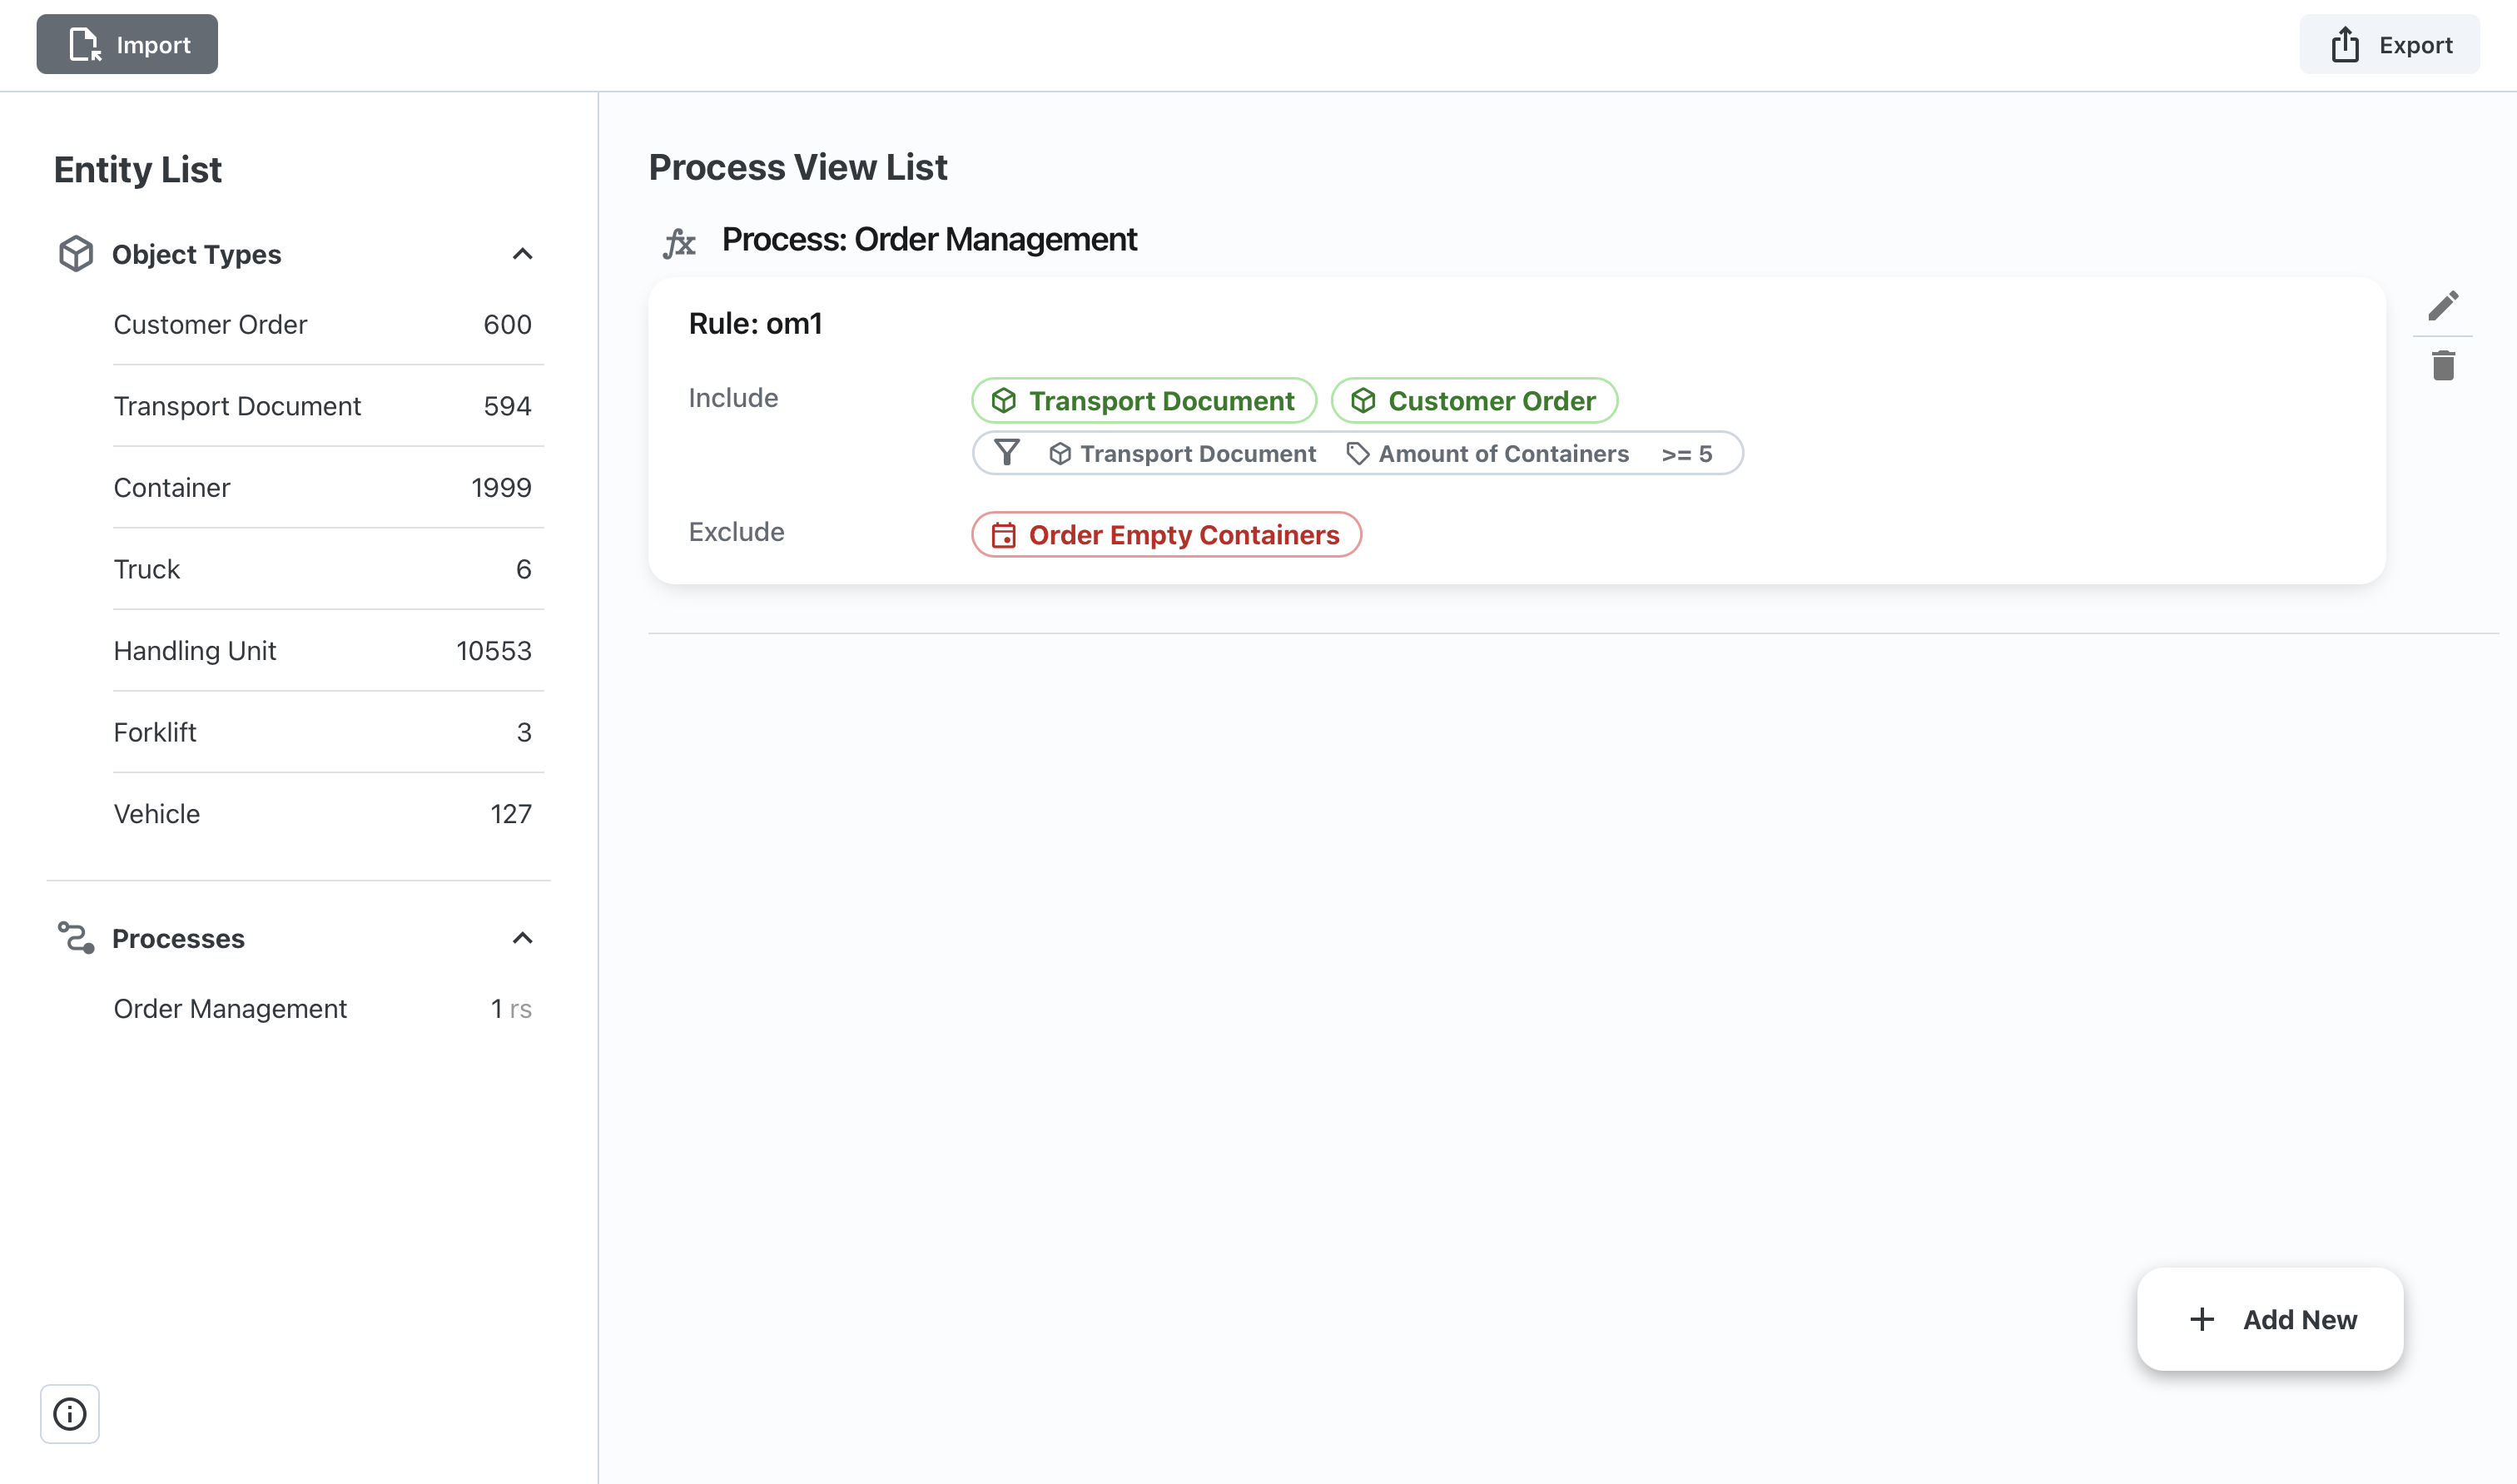 Import
Export
Entity List
Object Types
Customer Order 600
Transport Document 594
Container 1999
Truck 6
Handling Unit 10553
Forklift 3
Vehicle 127
Processes
Order Management 1 rs
Process View List
fx Process: Order Management
Rule: om1
Include Transport Document Customer Order
Transport Document Amount of Containers >= 5
Exclude Order Empty Containers
+ Add New